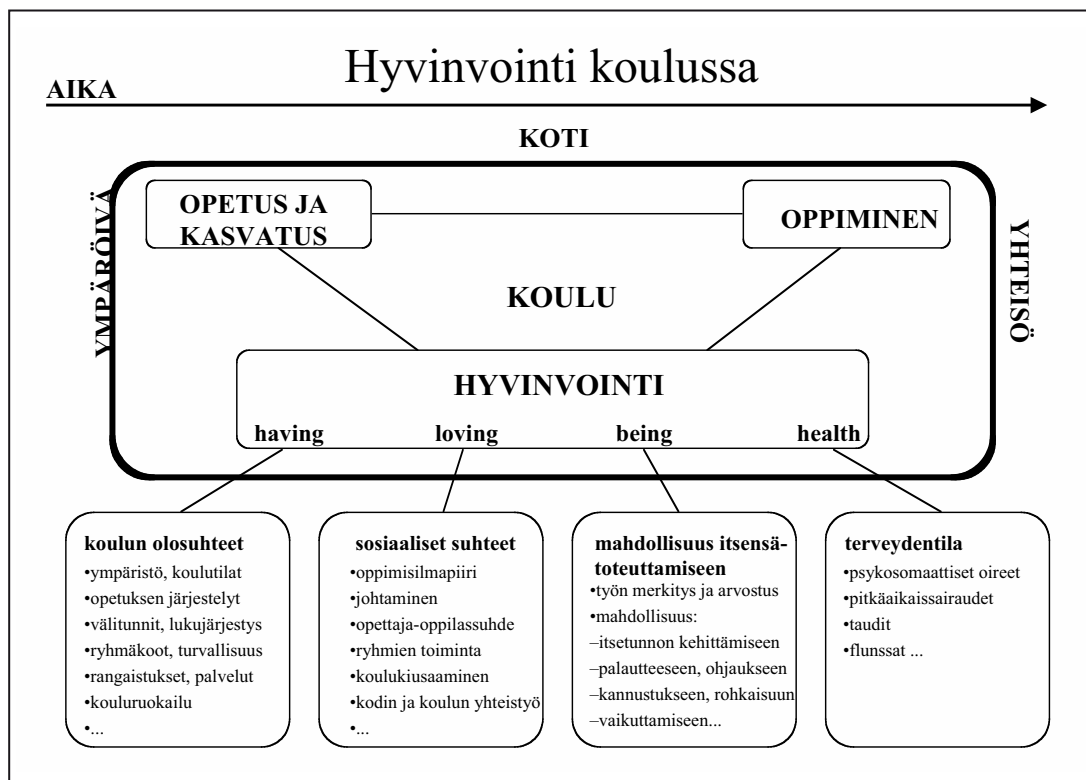 Hyvinvointi koulussa
AIKA
KOTI
YMPÄRÖIVÄ
YHTEISÖ
OPETUS JA
KASVATUS
OPPIMINEN
KOULU
HYVINVOINTI
having loving being health
koulun olosuhteet
•ympäristö, koulutilat
•opetuksen järjestelyt
•välitunnit, lukujärjestys
•ryhmäkoot, turvallisuus
•rangaistukset, palvelut
•kouluruokailu
•...
sosiaaliset suhteet
•oppimisilmapiiri
•johtaminen
•opettaja-oppilassuhde
•ryhmien toiminta
•koulukiusaaminen
•kodin ja koulun yhteistyö
•...
mahdollisuus itsensä-
toteuttamiseen
•työn merkitys ja arvostus
•mahdollisuus:
–itsetunnon kehittämiseen
–palautteeseen, ohjaukseen
–kannustukseen, rohkaisuun
–vaikuttamiseen...
terveydentila
•psykosomaattiset oireet
•pitkäaikaissairaudet
•taudit
•flunssat ...